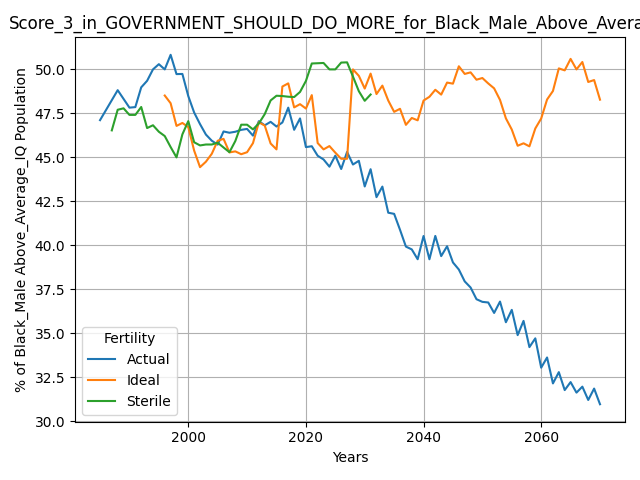 Score_3_in_GOVERNMENT_SHOULD_DO_MORE_for_Black_Male_Above_Avera
% of Black_Male Above_Average_IQ Population
50.0
47.5
45.0
42.5
40.0
37.5
35.0
32.5
30.0
Fertility
Actual
Ideal
Sterile
2000 2020 2040 2060
Years